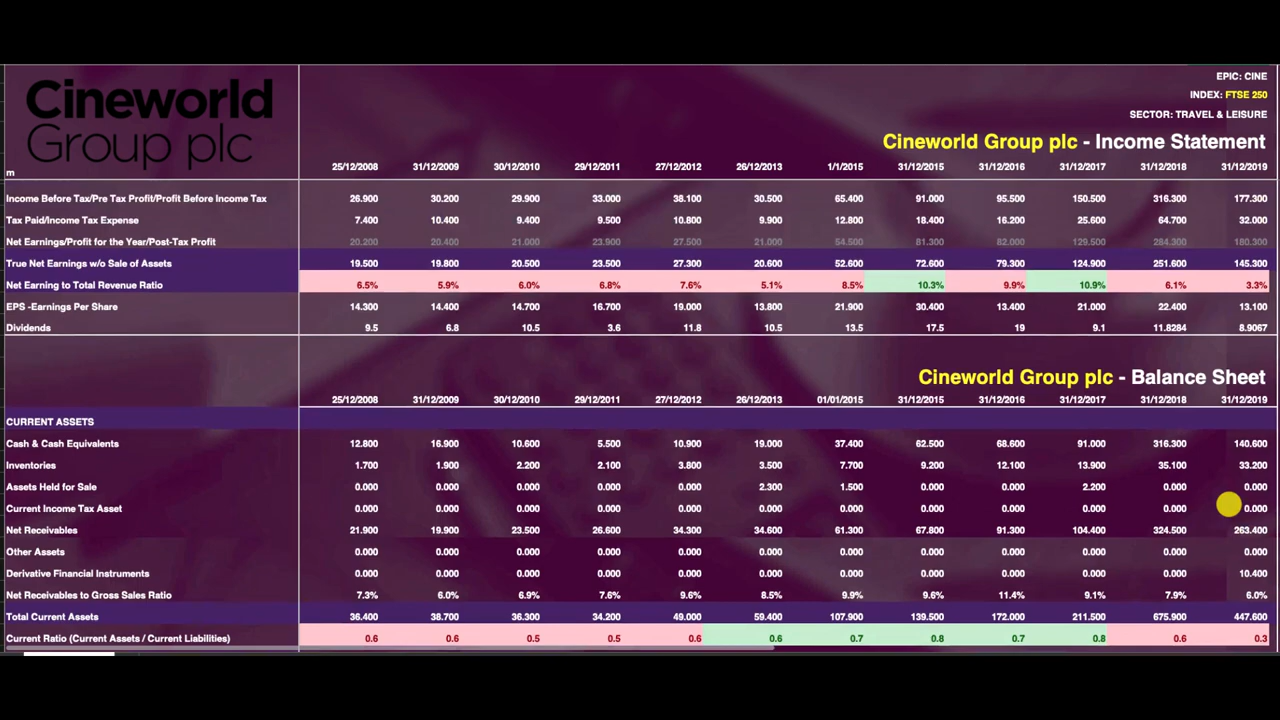 Cineworld
Group plc
EPIC: CINE
INDEX: FTSE 250
SECTOR: TRAVEL & LEISURE
Cineworld Group plc - Income Statement
m 25/12/2008 31/12/2009 30/12/2010 29/12/2011 27/12/2012 26/12/2013 1/1/2015 31/12/2015 31/12/2016 31/12/2017 31/12/2018 31/12/2019
Income Before Tax/Pre Tax Profit/Profit Before Income Tax 26.900 30.200 29.900 33.000 38.100 30.500 65.400 91.000 95.500 150.500 316.300 177.300
Tax Paid/Income Tax Expense 7.400 10.400 9.400 9.500 10.800 9.900 12.800 18.400 16.200 25.600 64.700 32.000
Net Earnings/Profit for the Year/Post-Tax Profit 20.200 20.400 21.000 23.900 27.500 21.000 54.500 81.300 82.000 129.500 284.300 180.300
True Net Earnings w/o Sale of Assets 19.500 19.800 20.500 23.500 27.300 20.600 52.600 72.600 79.300 124.900 251.600 145.300
Net Earning to Total Revenue Ratio 6.5% 5.9% 6.0% 6.8% 7.6% 5.1% 8.5% 10.3% 9.9% 10.9% 6.1% 3.3%
EPS -Earnings Per Share 14.300 14.400 14.700 16.700 19.000 13.800 21.900 30.400 13.400 21.000 22.400 13.100
Dividends 9.5 6.8 10.5 3.6 11.8 10.5 13.5 17.5 19 9.1 11.8284 8.9067
Cineworld Group plc - Balance Sheet
25/12/2008 31/12/2009 30/12/2010 29/12/2011 27/12/2012 26/12/2013 01/01/2015 31/12/2015 31/12/2016 31/12/2017 31/12/2018 31/12/2019
CURRENT ASSETS
Cash & Cash Equivalents 12.800 16.900 10.600 5.500 10.900 19.000 37.400 62.500 68.600 91.000 316.300 140.600
Inventories 1.700 1.900 2.200 2.100 3.800 3.500 7.700 9.200 12.100 13.900 35.100 33.200
Assets Held for Sale 0.000 0.000 0.000 0.000 0.000 2.300 1.500 0.000 0.000 2.200 0.000 0.000
Current Income Tax Asset 0.000 0.000 0.000 0.000 0.000 0.000 0.000 0.000 0.000 0.000 0.000 0.000
Net Receivables 21.900 19.900 23.500 26.600 34.300 34.600 61.300 67.800 91.300 104.400 324.500 263.400
Other Assets 0.000 0.000 0.000 0.000 0.000 0.000 0.000 0.000 0.000 0.000 0.000 0.000
Derivative Financial Instruments 0.000 0.000 0.000 0.000 0.000 0.000 0.000 0.000 0.000 0.000 0.000 10.400
Net Receivables to Gross Sales Ratio 7.3% 6.0% 6.9% 7.6% 9.6% 8.5% 9.9% 9.6% 11.4% 9.1% 7.9% 6.0%
Total Current Assets 36.400 38.700 36.300 34.200 49.000 59.400 107.900 139.500 172.000 211.500 675.900 447.600
Current Ratio (Current Assets / Current Liabilities) 0.6 0.6 0.5 0.5 0.6 0.6 0.7 0.8 0.7 0.8 0.6 0.3